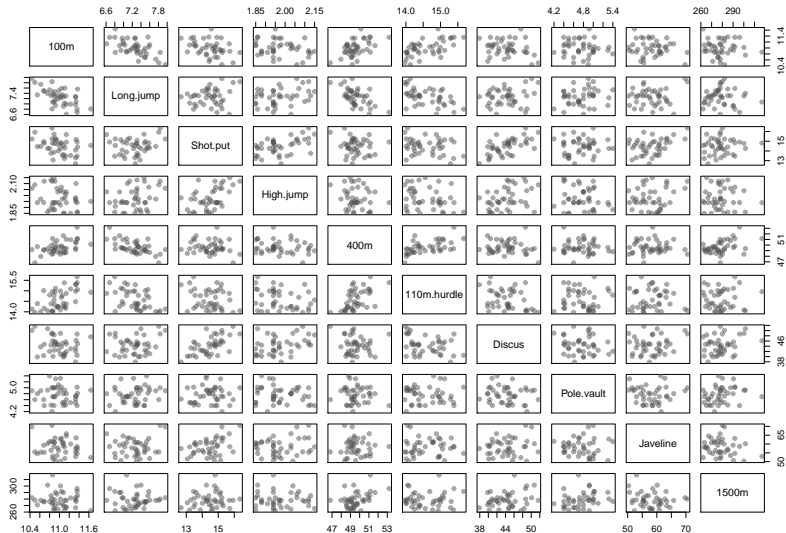 6.6 7.2 7.8
1.85 2.00 2.15
14.0 15.0
4.2 4.8 5.4
260 290
100m
10.4 11.4
6.6 7.4
Long.jump
Shot.put
13 15
1.85 2.10
High.jump
400m
47 51
14.0 15.5
110m.hurdle
Discus
38 46
4.2 5.0
Pole.vault
Javeline
50 65
260 300
1500m
10.4 11.0 11.6
13 15
47 49 51 53
38 44 50
50 60 70